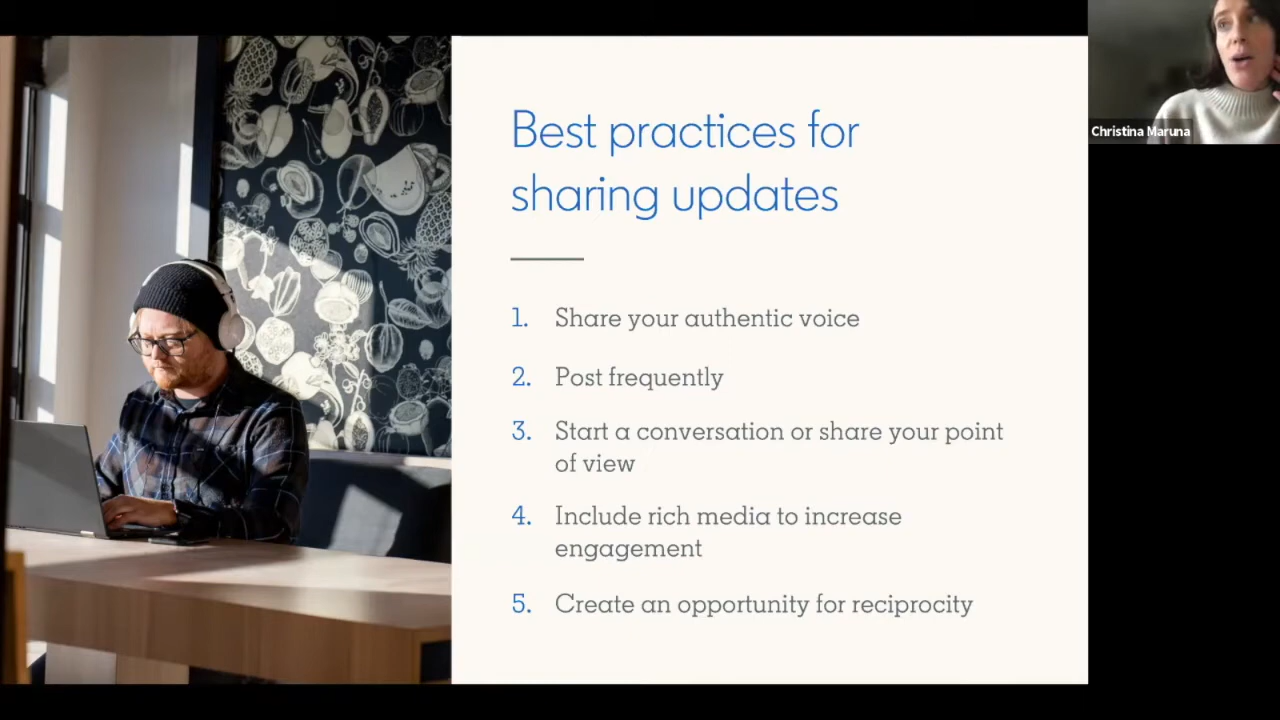 Best practices for
sharing updates
1. Share your authentic voice
2. Post frequently
3. Start a conversation or share your point
of view
4. Include rich media to increase
engagement
5. Create an opportunity for reciprocity
Christina Maruna